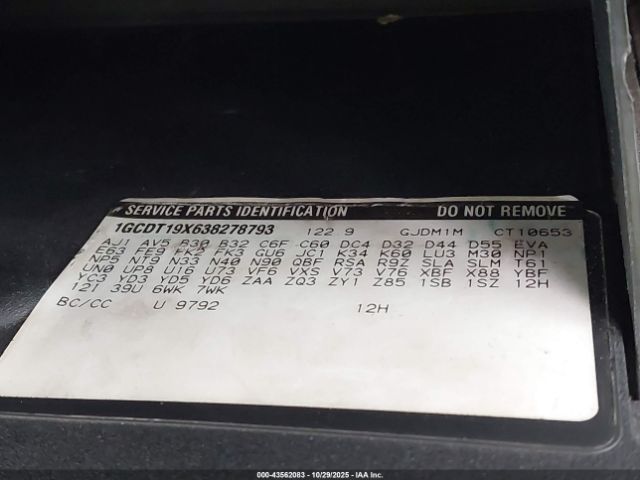 SERVICE PARTS IDENTIFICATION DO NOT REMOVE
1GCDT19X638278793 122.9 GJDM1M CT10653
AJ1 AV5 B30 B32 C6F C60 DC4 D32 D44 D55 EVA
E63 E9 FK2 FK3 GU6 JC1 K34 K60 LU3 M30 NP1
NP5 NT9 N33 N40 N90 QBF RSA R9Z SLA SLM T61
UN0 UP8 U16 U73 VF6 VXS V73 V76 XBF X88 YBF
YC3 YD3 YD5 YD6 ZAA ZQ3 ZY1 Z85 1SB 1SZ 12H
12I 39U 6WK 7WK
BC/CC U 9792 12H
000-43562083 - 10/29/2025 - IAA Inc.